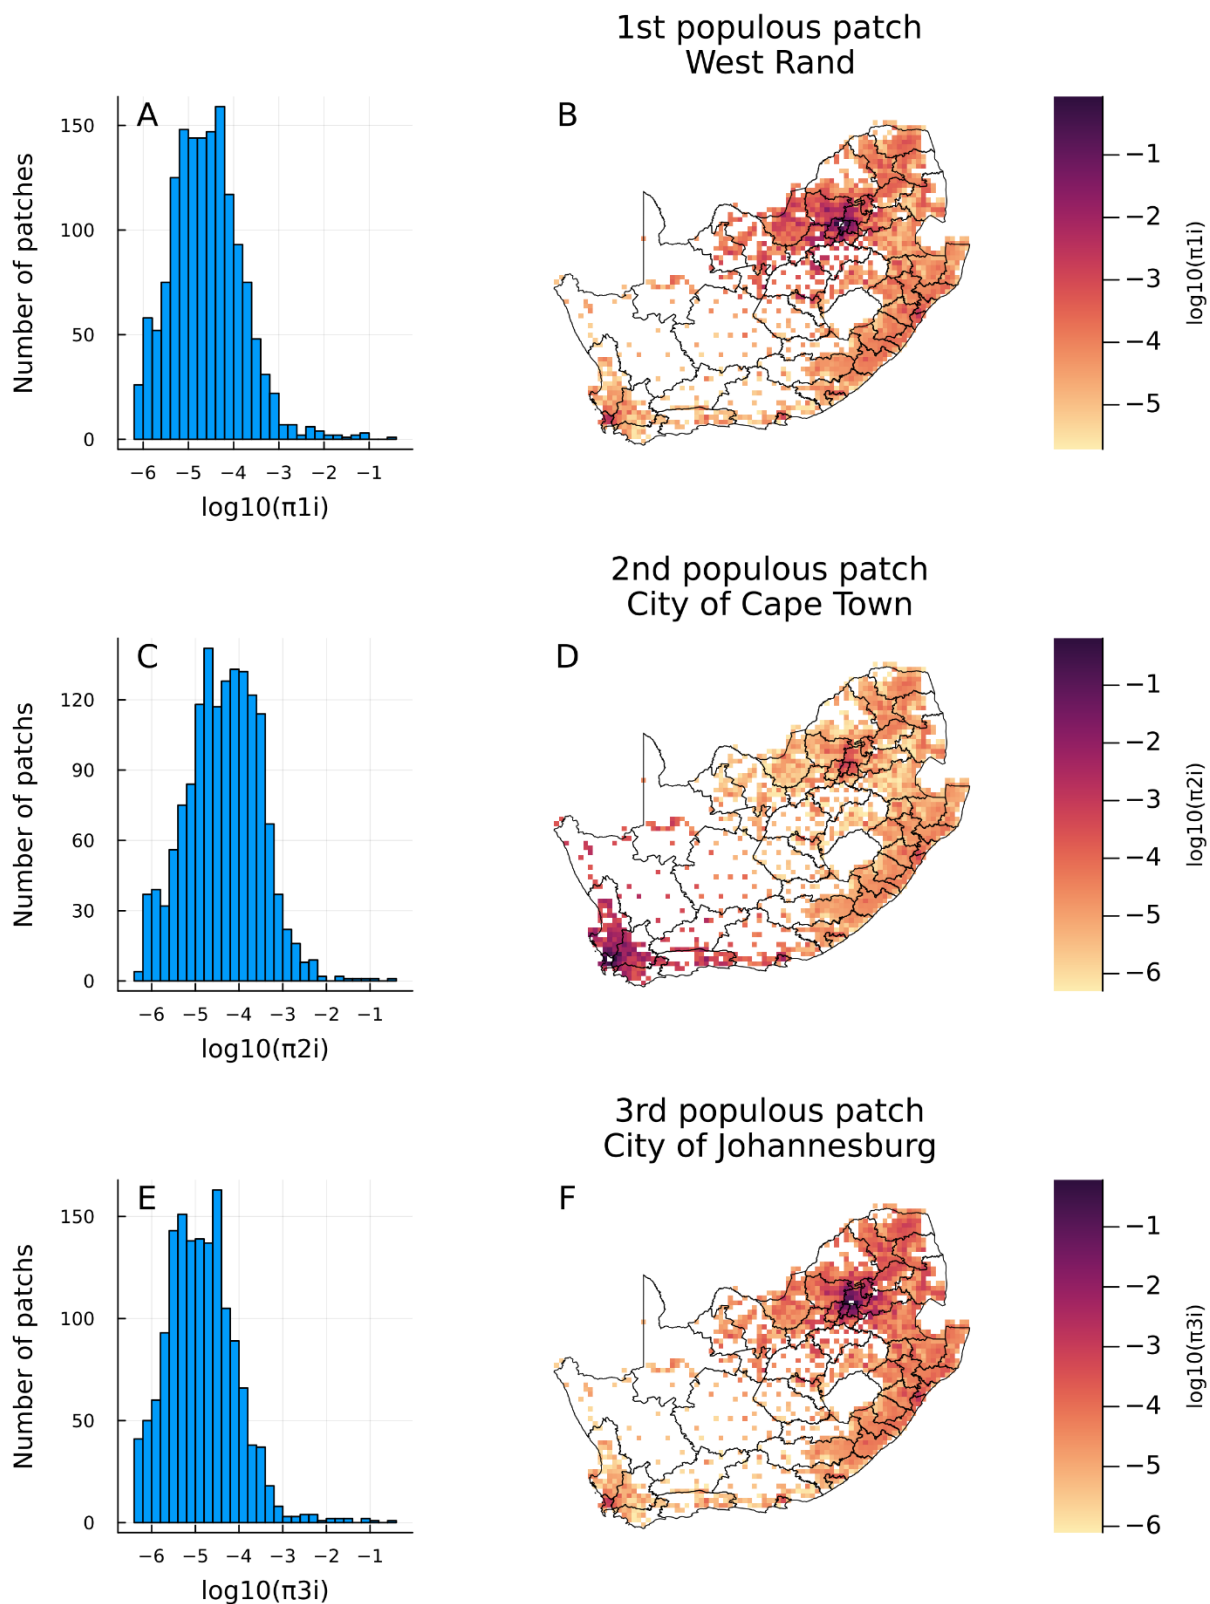 1st populous patch
West Rand
A
Number of patches
150
100
50
0
−6 −5 −4 −3 −2 −1
log10(π1i)
B
−1
−2
−3
−4
−5
log10(π1i)
2nd populous patch
City of Cape Town
C
Number of patchs
120
90
60
30
0
−6 −5 −4 −3 −2 −1
log10(π2i)
D
−1
−2
−3
−4
−5
−6
log10(π2i)
3rd populous patch
City of Johannesburg
E
Number of patchs
150
100
50
0
−6 −5 −4 −3 −2 −1
log10(π3i)
F
−1
−2
−3
−4
−5
−6
log10(π3i)